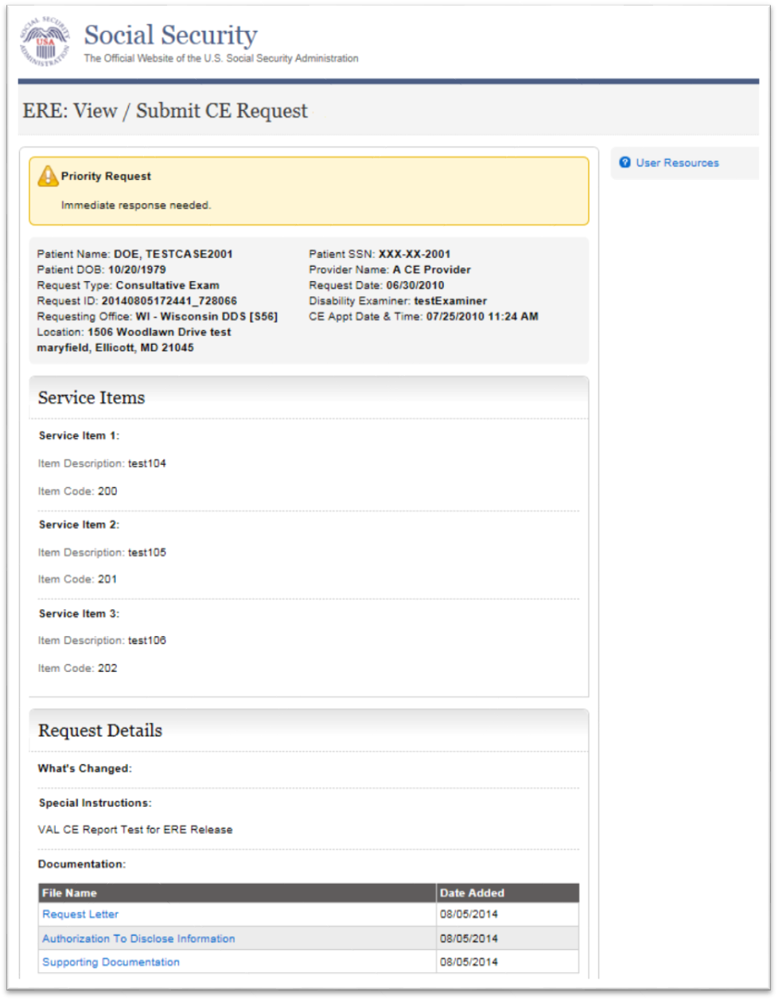 SOCIAL SECURITY ADMINISTRATION
USA
Social Security
The Official Website of the U.S. Social Security Administration
ERE: View / Submit CE Request
User Resources
Priority Request
Immediate response needed.
Patient Name: DOE, TESTCASE2001
Patient DOB: 10/20/1979
Request Type: Consultative Exam
Request ID: 20140805172441_728066
Requesting Office: WI - Wisconsin DDS [S56]
Location: 1506 Woodlawn Drive test
maryfield, Ellicott, MD 21045
Patient SSN: XXX-XX-2001
Provider Name: A CE Provider
Request Date: 06/30/2010
Disability Examiner: testExaminer
CE Appt Date & Time: 07/25/2010 11:24 AM
Service Items
Service Item 1:
Item Description: test104
Item Code: 200
Service Item 2:
Item Description: test105
Item Code: 201
Service Item 3:
Item Description: test106
Item Code: 202
Request Details
What's Changed:
Special Instructions:
VAL CE Report Test for ERE Release
Documentation:
File Name Date Added
Request Letter 08/05/2014
Authorization To Disclose Information 08/05/2014
Supporting Documentation 08/05/2014